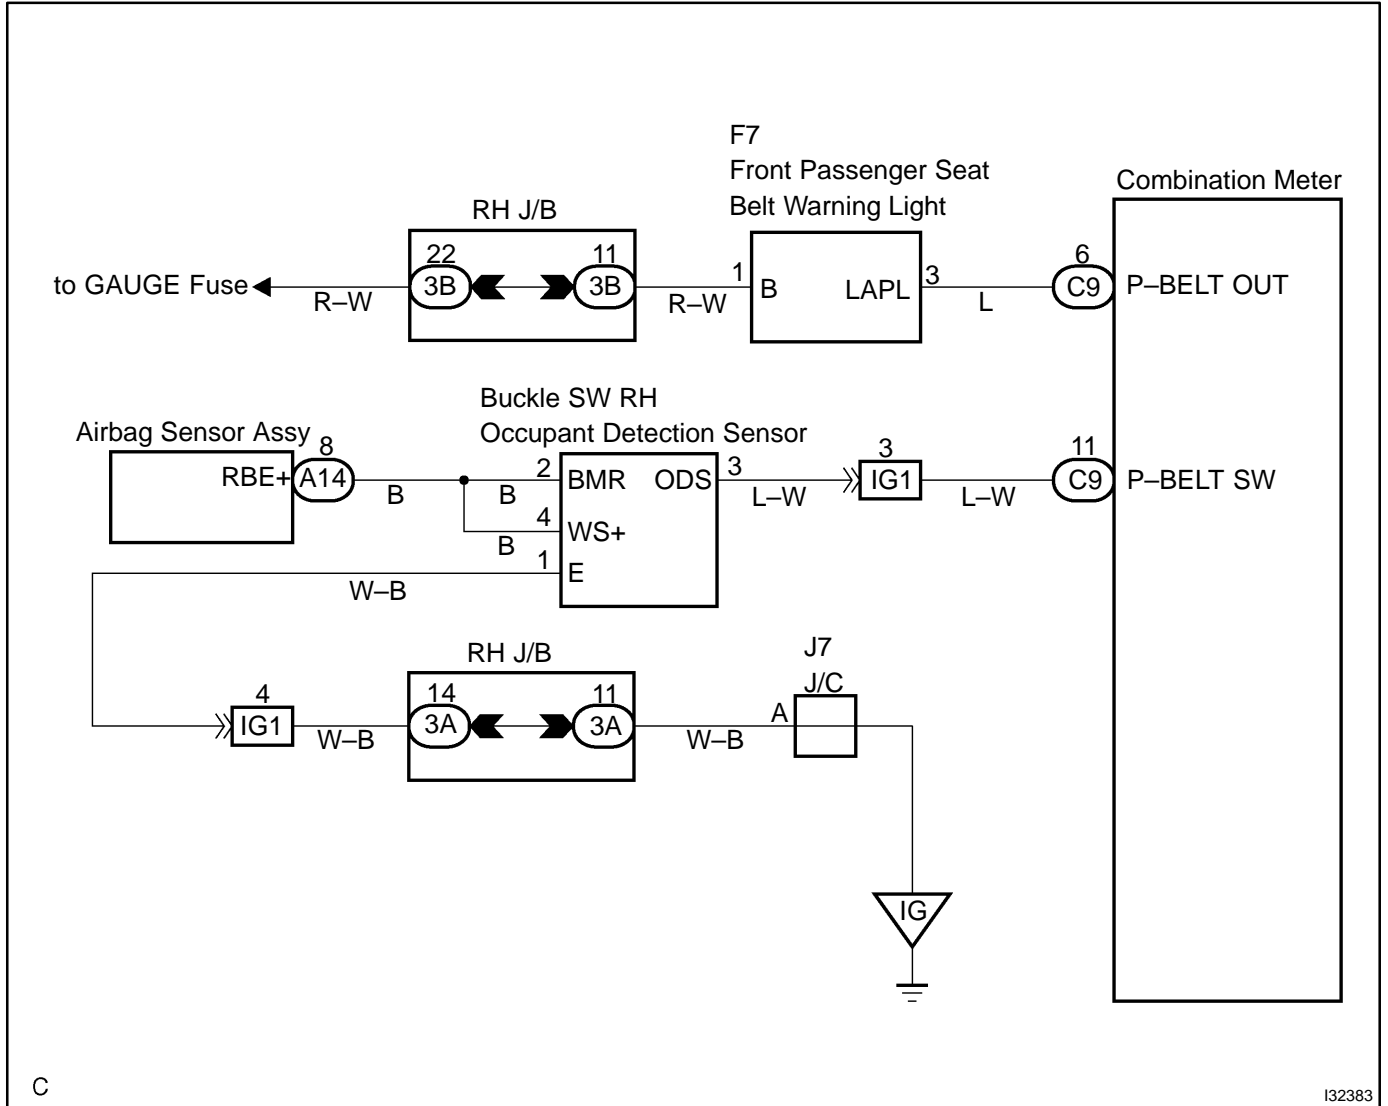 F7
Front Passenger Seat
Belt Warning Light
Combination Meter
RH J/B
22
11
1
3
6
to GAUGE Fuse
3B
3B
B
LAPL
C9
P–BELT OUT
R–W
R–W
L
Buckle SW RH
Occupant Detection Sensor
Airbag Sensor Assy
8
2
3
3
11
RBE+
A14
BMR
ODS
IG1
C9
P–BELT SW
B
B
L–W
L–W
4
WS+
B
1
E
W–B
RH J/B
J7
J/C
4
14
11
A
IG1
3A
3A
W–B
W–B
IG
C
I32383